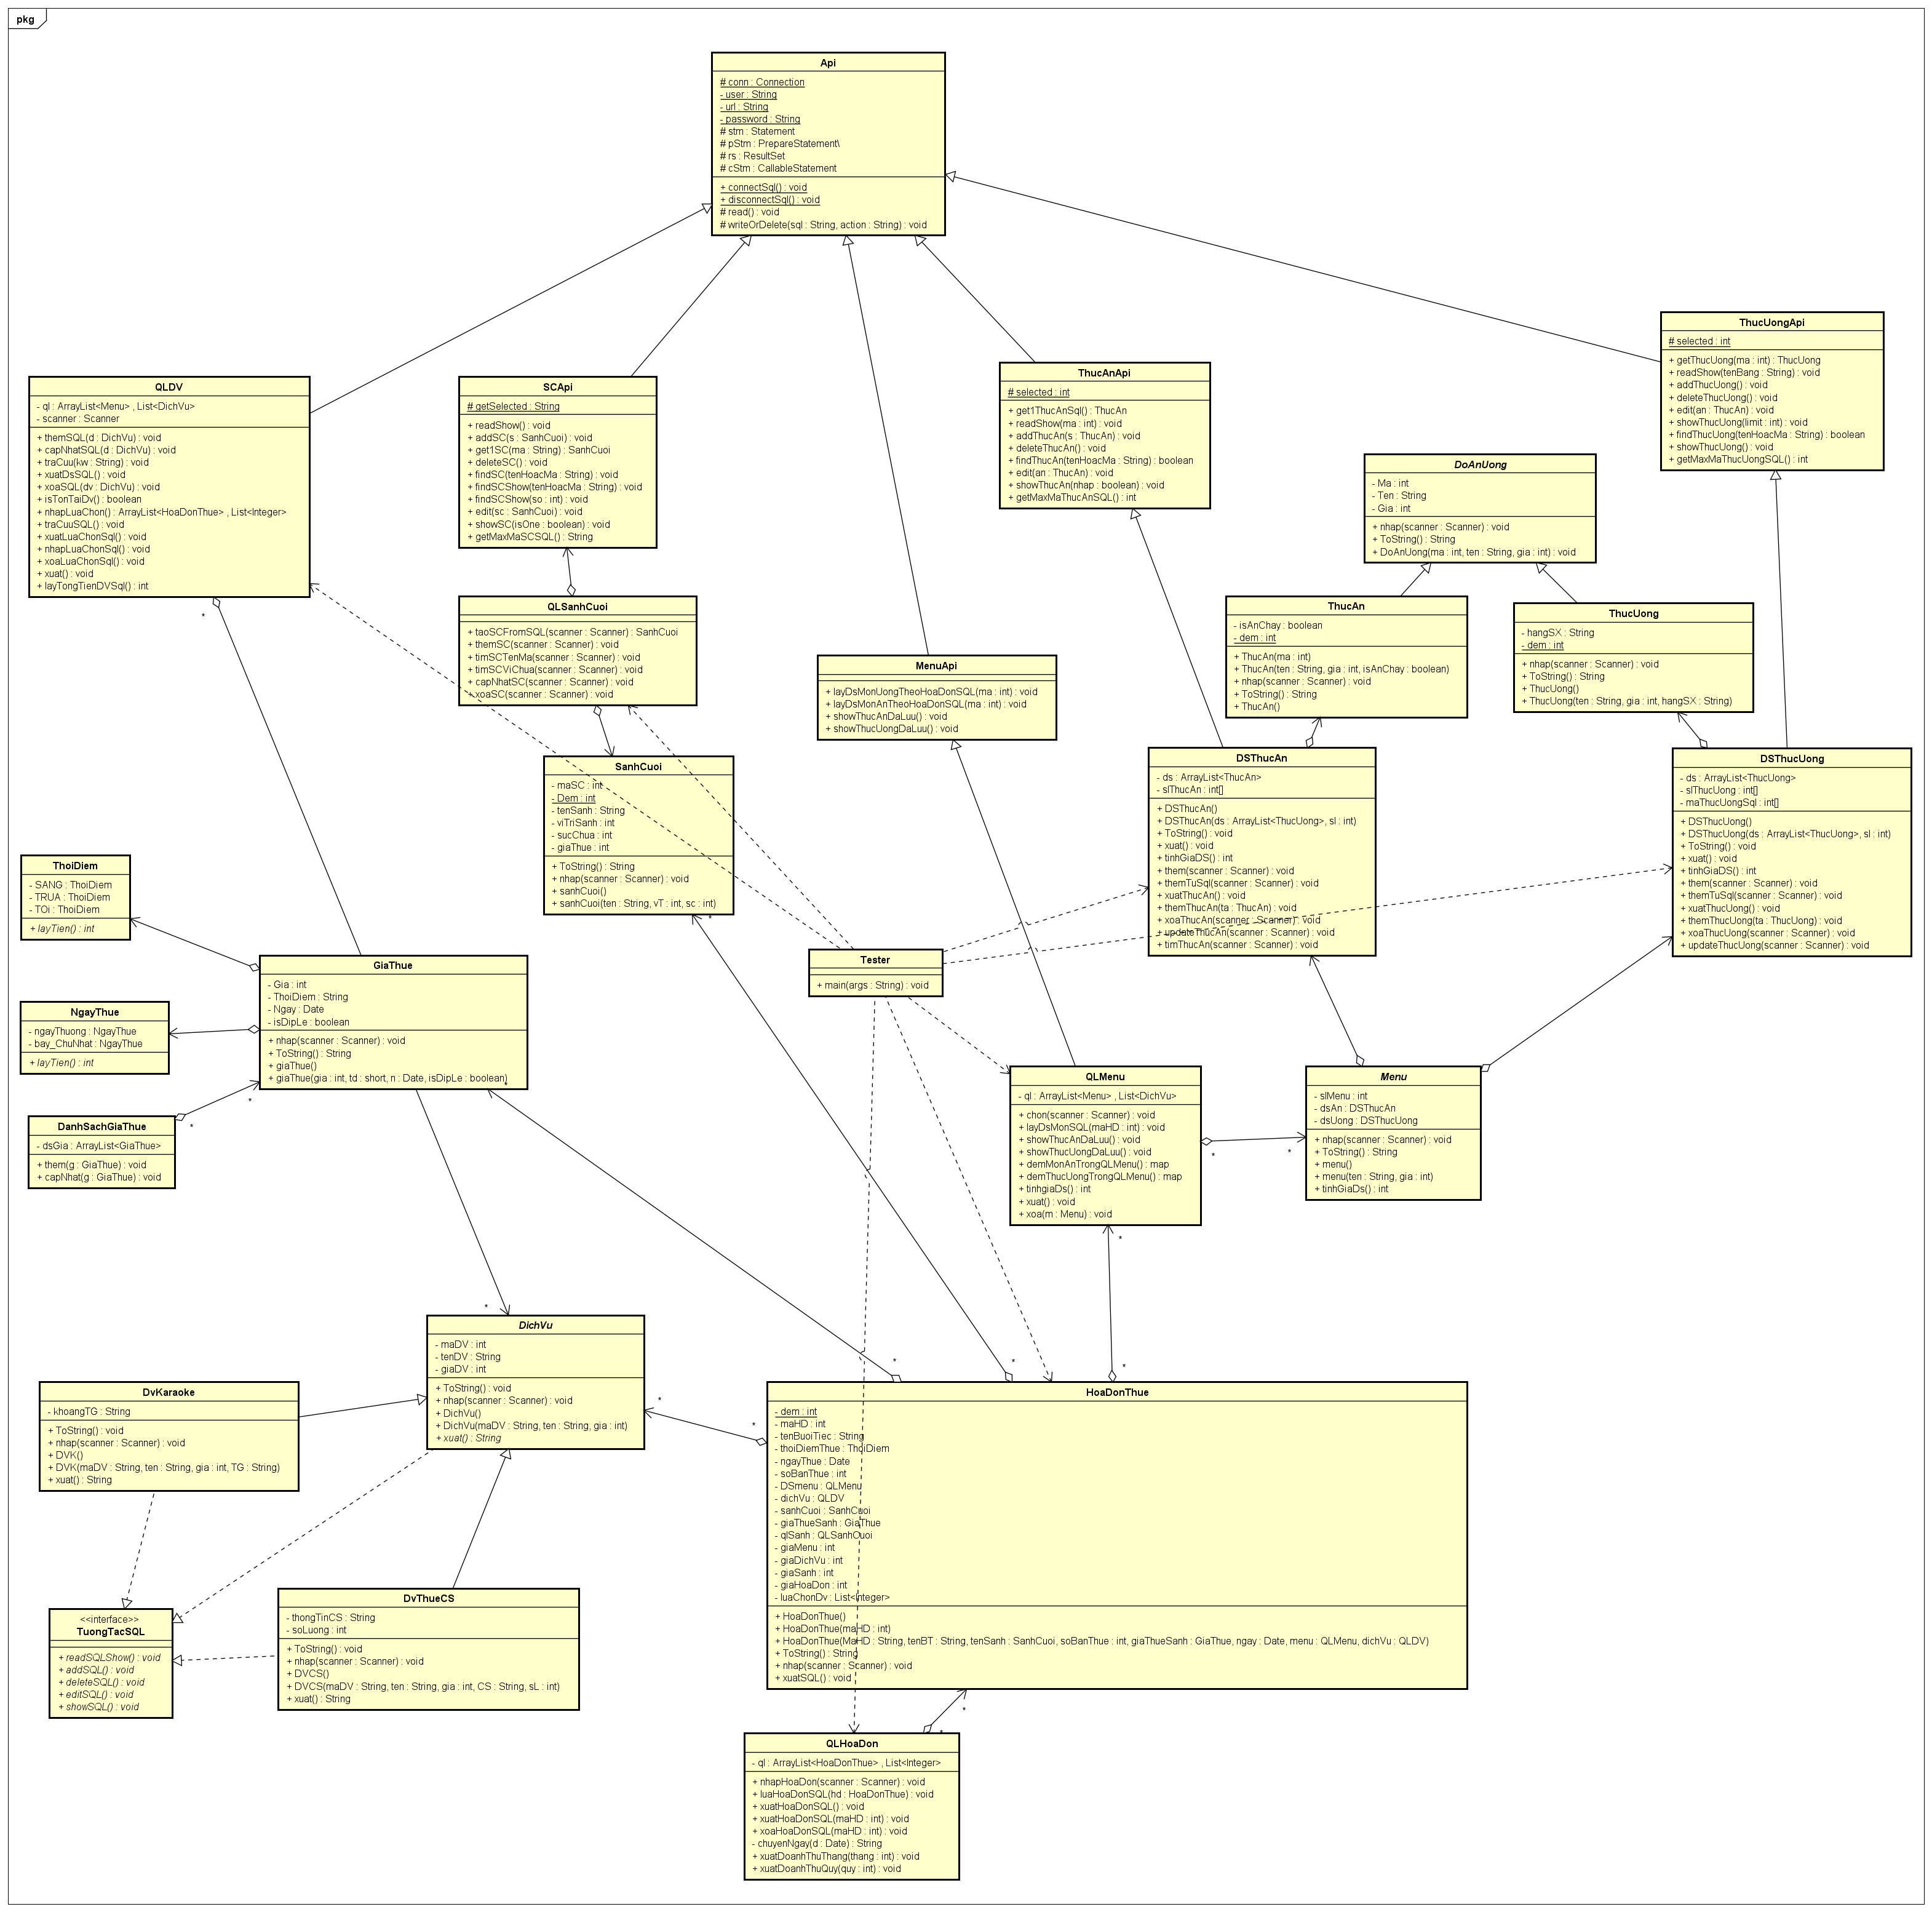 pkg
Api
# conn : Connection
- user : String
- url : String
- password : String
# stm : Statement
# pStm : PrepareStatement\
# rs : ResultSet
# cStm : CallableStatement
+ connectSql() : void
+ disconnectSql() : void
# read() : void
# writeOrDelete(sql : String, action : String) : void
ThucUongApi
# selected : int
+ getThucUong(ma : int) : ThucUong
+ readShow(tenBang : String) : void
+ addThucUong() : void
+ deleteThucUong() : void
+ edit(an : ThucAn) : void
+ showThucUong(limit : int) : void
+ findThucUong(tenHoacMa : String) : boolean
+ showThucUong() : void
+ getMaxMaThucUongSQL() : int
QLDV
- ql : ArrayList<Menu> , List<DichVu>
- scanner : Scanner
+ themSQL(d : DichVu) : void
+ capNhatSQL(d : DichVu) : void
+ traCuu(kw : String) : void
+ xuatDsSQL() : void
+ xoaSQL(dv : DichVu) : void
+ isTonTaiDv() : boolean
+ nhapLuaChon() : ArrayList<HoaDonThue> , List<Integer>
+ traCuuSQL() : void
+ xuatLuaChonSql() : void
+ nhapLuaChonSql() : void
+ xoaLuaChonSql() : void
+ xuat() : void
+ layTongTienDVSql() : int
SCApi
# getSelected : String
+ readShow() : void
+ addSC(s : SanhCuoi) : void
+ get1SC(ma : String) : SanhCuoi
+ deleteSC() : void
+ findSC(tenHoacMa : String) : void
+ findSCShow(tenHoacMa : String) : void
+ findSCShow(so : int) : void
+ edit(sc : SanhCuoi) : void
+ showSC(isOne : boolean) : void
+ getMaxMaSCSQL() : String
ThucAnApi
# selected : int
+ get1ThucAnSql() : ThucAn
+ readShow(ma : int) : void
+ addThucAn(s : ThucAn) : void
+ deleteThucAn() : void
+ findThucAn(tenHoacMa : String) : boolean
+ edit(an : ThucAn) : void
+ showThucAn(nhap : boolean) : void
+ getMaxMaThucAnSQL() : int
DoAnUong
- Ma : int
- Ten : String
- Gia : int
+ nhap(scanner : Scanner) : void
+ ToString() : String
+ DoAnUong(ma : int, ten : String, gia : int) : void
QLSanhCuoi
+ taoSCFromSQL(scanner : Scanner) : SanhCuoi
+ themSC(scanner : Scanner) : void
+ timSCTenMa(scanner : Scanner) : void
+ timSCViChua(scanner : Scanner) : void
+ capNhatSC(scanner : Scanner) : void
+ xoaSC(scanner : Scanner) : void
ThucAn
- isAnChay : boolean
- dem : int
+ ThucAn(ma : int)
+ ThucAn(ten : String, gia : int, isAnChay : boolean)
+ nhap(scanner : Scanner) : void
+ ToString() : String
+ ThucAn()
ThucUong
- hangSX : String
- dem : int
+ nhap(scanner : Scanner) : void
+ ToString() : String
+ ThucUong()
+ ThucUong(ten : String, gia : int, hangSX : String)
*
MenuApi
+ layDsMonUongTheoHoaDonSQL(ma : int) : void
+ layDsMonAnTheoHoaDonSQL(ma : int) : void
+ showThucAnDaLuu() : void
+ showThucUongDaLuu() : void
SanhCuoi
- maSC : int
- Dem : int
- tenSanh : String
- viTriSanh : int
- sucChua : int
- giaThue : int
+ ToString() : String
+ nhap(scanner : Scanner) : void
+ sanhCuoi()
+ sanhCuoi(ten : String, vT : int, sc : int)
*
DSThucAn
- ds : ArrayList<ThucAn>
- slThucAn : int[]
+ DSThucAn()
+ DSThucAn(ds : ArrayList<ThucUong>, sl : int)
+ ToString() : void
+ xuat() : void
+ tinhGiaDS() : int
+ them(scanner : Scanner) : void
+ themTuSql(scanner : Scanner) : void
+ xuatThucAn() : void
+ themThucAn(ta : ThucAn) : void
+ xoaThucAn(scanner : Scanner) : void
+ updateThucAn(scanner : Scanner) : void
+ timThucAn(scanner : Scanner) : void
DSThucUong
- ds : ArrayList<ThucUong>
- slThucUong : int[]
- maThucUongSql : int[]
+ DSThucUong()
+ DSThucUong(ds : ArrayList<ThucUong>, sl : int)
+ ToString() : void
+ xuat() : void
+ tinhGiaDS() : int
+ them(scanner : Scanner) : void
+ themTuSql(scanner : Scanner) : void
+ xuatThucUong() : void
+ themThucUong(ta : ThucUong) : void
+ xoaThucUong(scanner : Scanner) : void
+ updateThucUong(scanner : Scanner) : void
ThoiDiem
- SANG : ThoiDiem
- TRUA : ThoiDiem
- TOi : ThoiDiem
+ layTien() : int
GiaThue
- Gia : int
- ThoiDiem : String
- Ngay : Date
- isDipLe : boolean
+ nhap(scanner : Scanner) : void
+ ToString() : String
+ giaThue()
+ giaThue(gia : int, td : short, n : Date, isDipLe : boolean)
*
Tester
+ main(args : String) : void
NgayThue
- ngayThuong : NgayThue
- bay_ChuNhat : NgayThue
+ layTien() : int
*
*
DanhSachGiaThue
- dsGia : ArrayList<GiaThue>
+ them(g : GiaThue) : void
+ capNhat(g : GiaThue) : void
QLMenu
- ql : ArrayList<Menu> , List<DichVu>
+ chon(scanner : Scanner) : void
+ layDsMonSQL(maHD : int) : void
+ showThucAnDaLuu() : void
+ showThucUongDaLuu() : void
+ demMonAnTrongQLMenu() : map
+ demThucUongTrongQLMenu() : map
+ tinhgiaDs() : int
+ xuat() : void
+ xoa(m : Menu) : void
*
*
Menu
- slMenu : int
- dsAn : DSThucAn
- dsUong : DSThucUong
+ nhap(scanner : Scanner) : void
+ ToString() : String
+ menu()
+ menu(ten : String, gia : int)
+ tinhGiaDs() : int
*
*
DichVu
- maDV : int
- tenDV : String
- giaDV : int
+ ToString() : void
+ nhap(scanner : Scanner) : void
+ DichVu()
+ DichVu(maDV : String, ten : String, gia : int)
+ xuat() : String
*
*
*
*
*
DvKaraoke
- khoangTG : String
+ ToString() : void
+ nhap(scanner : Scanner) : void
+ DVK()
+ DVK(maDV : String, ten : String, gia : int, TG : String)
+ xuat() : String
HoaDonThue
- dem : int
- maHD : int
- tenBuoiTiec : String
- thoiDiemThue : ThoiDiem
- ngayThue : Date
- soBanThue : int
- DSmenu : QLMenu
- dichVu : QLDV
- sanhCuoi : SanhCuoi
- giaThueSanh : GiaThue
- qlSanh : QLSanhCuoi
- giaMenu : int
- giaDichVu : int
- giaSanh : int
- giaHoaDon : int
- luaChonDv : List<Integer>
+ HoaDonThue()
+ HoaDonThue(maHD : int)
+ HoaDonThue(MaHD : String, tenBT : String, tenSanh : SanhCuoi, soBanThue : int, giaThueSanh : GiaThue, ngay : Date, menu : QLMenu, dichVu : QLDV)
+ ToString() : String
+ nhap(scanner : Scanner) : void
+ xuatSQL() : void
<<interface>>
TuongTacSQL
+ readSQLShow() : void
+ addSQL() : void
+ deleteSQL() : void
+ editSQL() : void
+ showSQL() : void
DvThueCS
- thongTinCS : String
- soLuong : int
+ ToString() : void
+ nhap(scanner : Scanner) : void
+ DVCS()
+ DVCS(maDV : String, ten : String, gia : int, CS : String, sL : int)
+ xuat() : String
*
*
QLHoaDon
- ql : ArrayList<HoaDonThue> , List<Integer>
+ nhapHoaDon(scanner : Scanner) : void
+ luaHoaDonSQL(hd : HoaDonThue) : void
+ xuatHoaDonSQL() : void
+ xuatHoaDonSQL(maHD : int) : void
+ xoaHoaDonSQL(maHD : int) : void
- chuyenNgay(d : Date) : String
+ xuatDoanhThuThang(thang : int) : void
+ xuatDoanhThuQuy(quy : int) : void